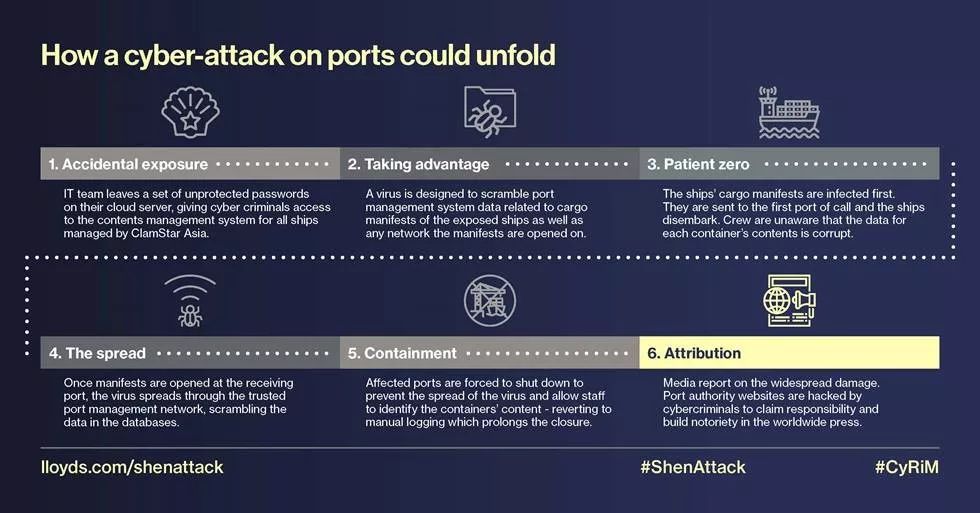 How a cyber-attack on ports could unfold
1. Accidental exposure
IT team leaves a set of unprotected passwords
on their cloud server, giving cyber criminals access
to the contents management system for all ships
managed by ClamStar Asia.
2. Taking advantage
A virus is designed to scramble port
management system data related to cargo
manifests of the exposed ships as well as
any network the manifests are opened on.
3. Patient zero
The ships' cargo manifests are infected first.
They are sent to the first port of call and the ships
disembark. Crew are unaware that the data for
each container's contents is corrupt.
4. The spread
Once manifests are opened at the receiving
port, the virus spreads through the trusted
port management network, scrambling the
data in the databases.
5. Containment
Affected ports are forced to shut down to
prevent the spread of the virus and allow staff
to identify the containers' content - reverting to
manual logging which prolongs the closure.
6. Attribution
Media report on the widespread damage.
Port authority websites are hacked by
cybercriminals to claim responsibility and
build notoriety in the worldwide press.
lloyds.com/shenattack
#ShenAttack
#CyRiM